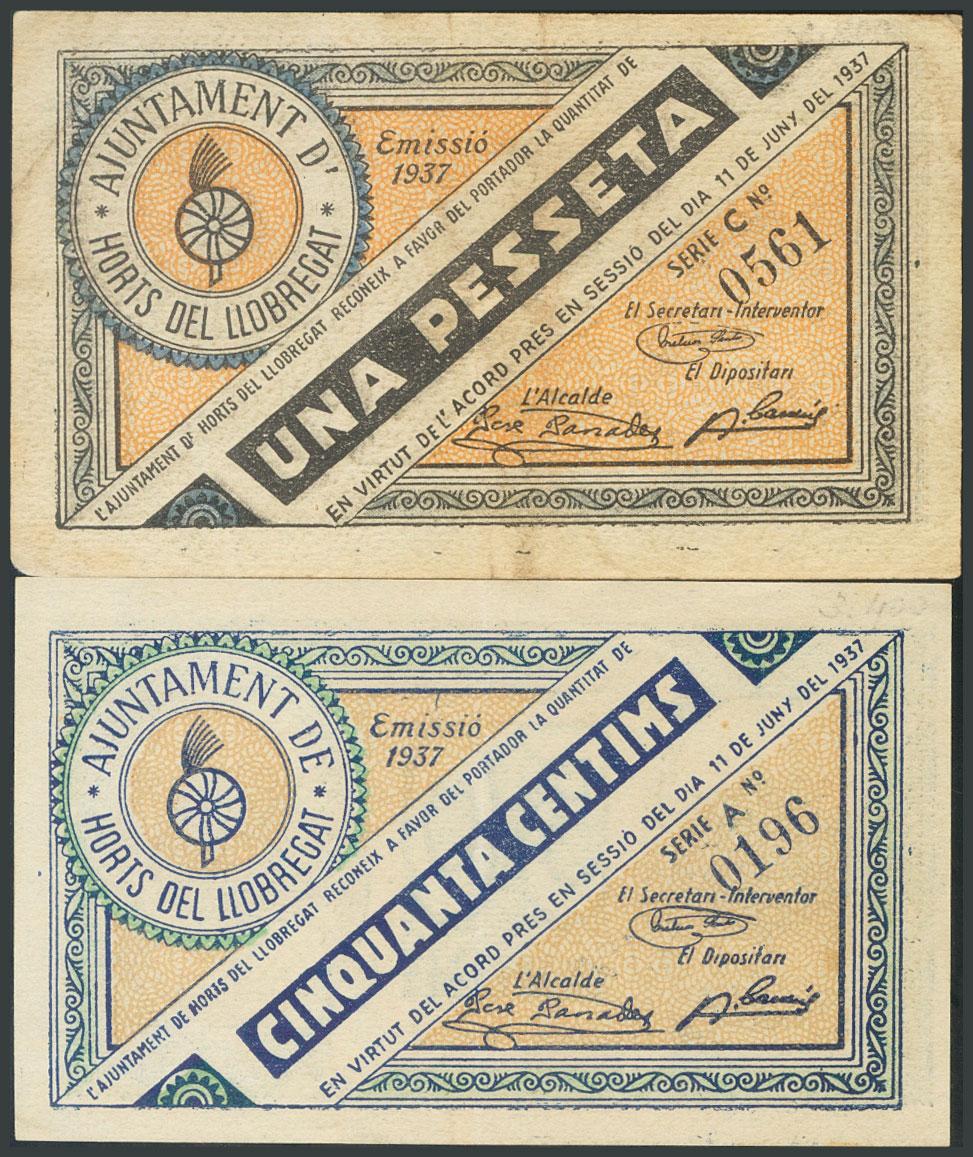 AJUNTAMENT D'
* HORTS DEL LLOBREGAT *
Emissió
1937
L'AJUNTAMENT D' HORTS DEL LLOBREGAT RECONEIX A FAVOR DEL PORTADOR LA QUANTITAT DE
UNA PESSETA
EN VIRTUT DE L'ACORD PRES EN SESSIÓ DEL DIA 11 DE JUNY DEL 1937
SERIE C Nº
0561
El Secretari-Interventor
El Dipositari
L'Alcalde
AJUNTAMENT DE
* HORTS DEL LLOBREGAT *
Emissió
1937
L'AJUNTAMENT DE HORTS DEL LLOBREGAT RECONEIX A FAVOR DEL PORTADOR LA QUANTITAT DE
CINQUANTA CENTIMS
EN VIRTUT DEL ACORD PRES EN SESSIÓ DEL DIA 11 DE JUNY DEL 1937
SERIE A Nº
0196
El Secretari-Interventor
El Dipositari
L'Alcalde